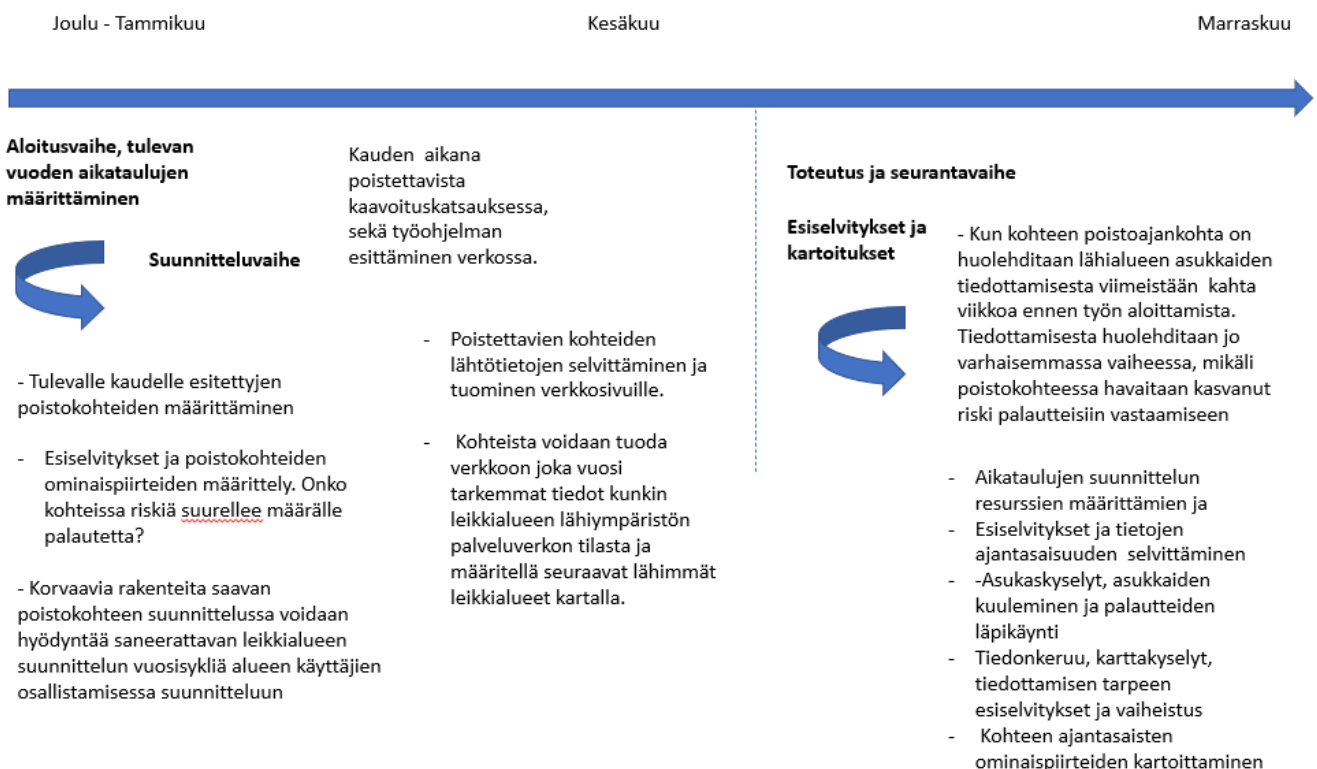 Joulu - Tammikuu
Kesäkuu
Marraskuu
Aloitusvaihe, tulevan
vuoden aikataulujen
määrittäminen
Suunnitteluvaihe
- Tulevalle kaudelle esitettyjen
poistokohteiden määrittäminen
- Esiselvitykset ja poistokohteiden
ominaispiirteiden määrittely. Onko
kohteissa riskiä suurellee määrälle
palautetta?
- Korvaavia rakenteita saavan
poistokohteen suunnittelussa voidaan
hyödyntää saneerattavan leikkialueen
suunnittelun vuosisykliä alueen käyttäjien
osallistamisessa suunnitteluun
Kauden aikana
poistettavista
kaavoituskatsauksessa,
sekä työohjelman
esittäminen verkossa.
- Poistettavien kohteiden
lähtötietojen selvittäminen ja
tuominen verkkosivuille.
- Kohteista voidaan tuoda
verkkoon joka vuosi
tarkemmat tiedot kunkin
leikkialueen lähiympäristön
palveluverkon tilasta ja
määritellä seuraavat lähimmät
leikkialueet kartalla.
Toteutus ja seurantavaihe
Esiselvitykset ja
kartoitukset
- Kun kohteen poistoajankohta on
huolehditaan lähialueen asukkaiden
tiedottamisesta viimeistään kahta
viikkoa ennen työn aloittamista.
Tiedottamisesta huolehditaan jo
varhaisemmassa vaiheessa, mikäli
poistokohteessa havaitaan kasvanut
riski palautteisiin vastaamiseen
- Aikataulujen suunnittelun
resurssien määrittämien ja
- Esiselvitykset ja tietojen
ajantasaisuuden selvittäminen
- -Asukaskyselyt, asukkaiden
kuuleminen ja palautteiden
läpikäynti
- Tiedonkeruu, karttakyselyt,
tiedottamisen tarpeen
esiselvitykset ja vaiheistus
- Kohteen ajantasaisten
ominaispiirteiden kartoittaminen